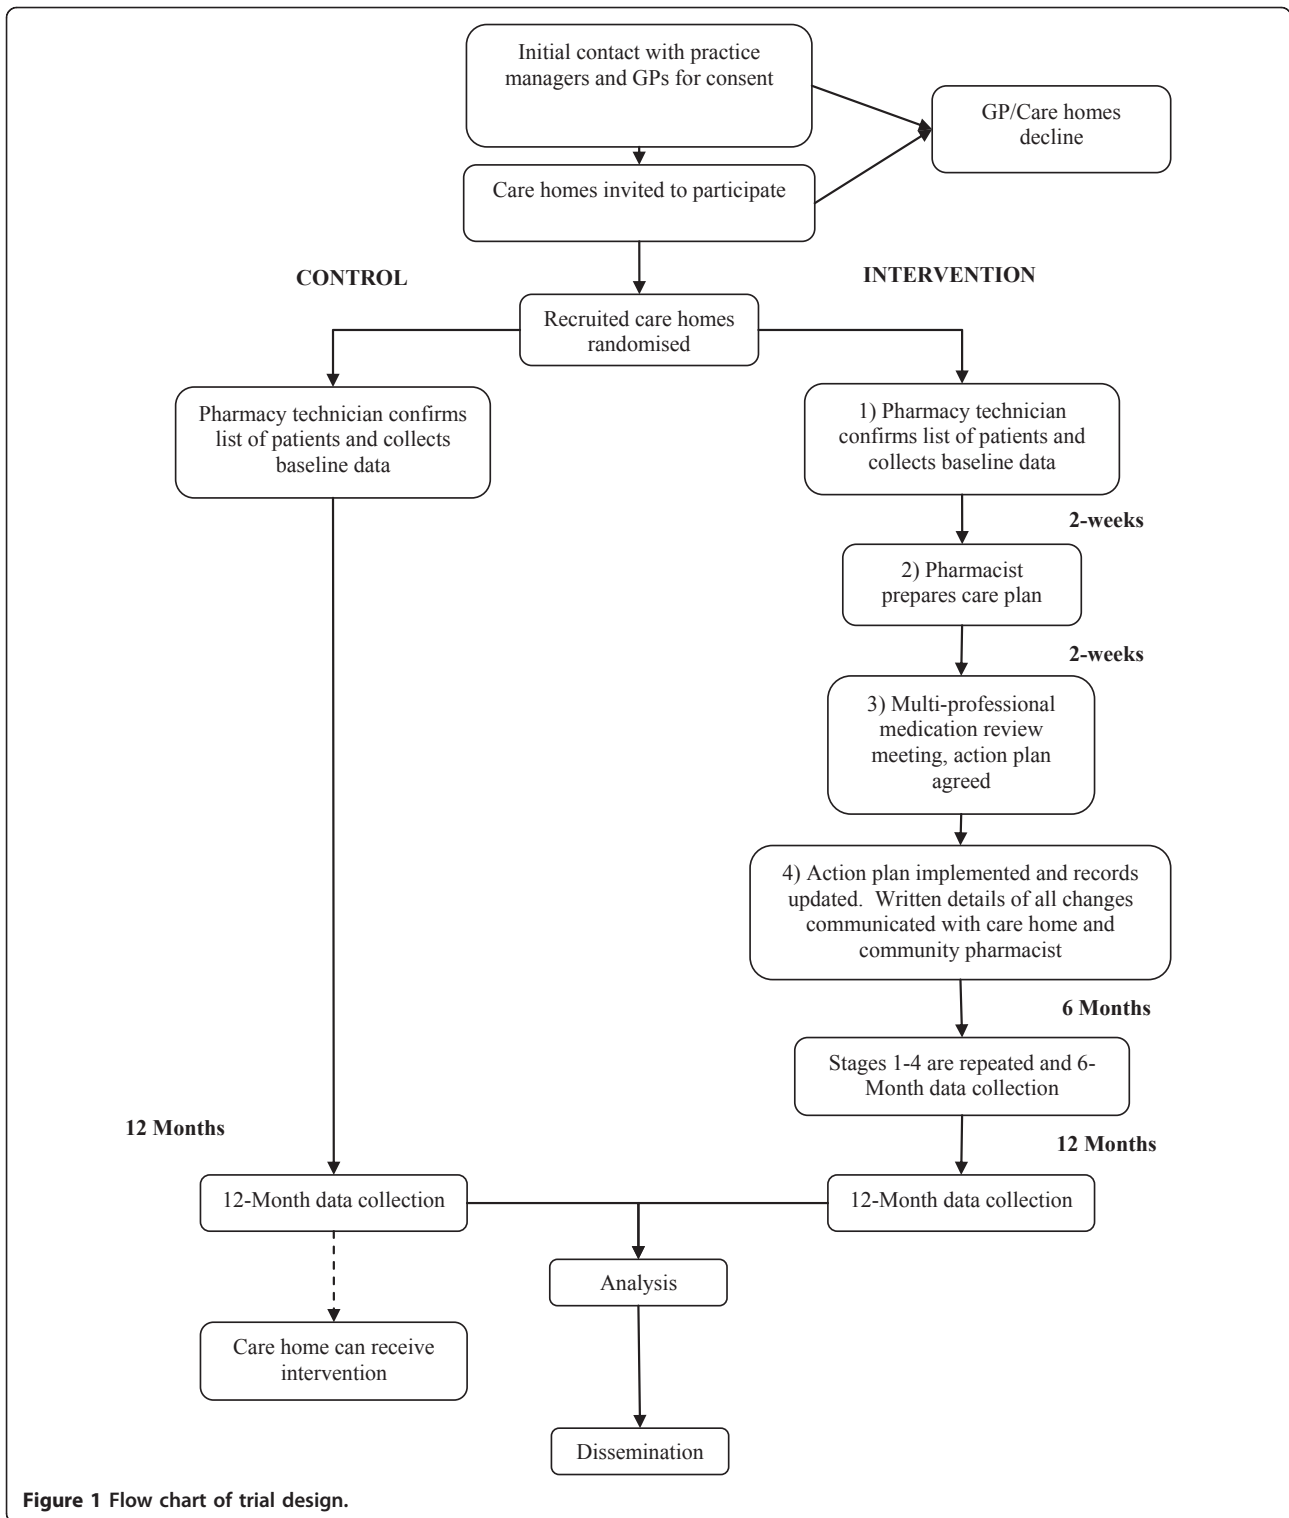 Initial contact with practice
managers and GPs for consent
GP/Care homes
decline
Care homes invited to participate
CONTROL
INTERVENTION
Recruited care homes
randomised
Pharmacy technician confirms
list of patients and collects
baseline data
1) Pharmacy technician
confirms list of patients and
collects baseline data
2-weeks
2) Pharmacist
prepares care plan
2-weeks
3) Multi-professional
medication review
meeting, action plan
agreed
4) Action plan implemented and records
updated.  Written details of all changes
communicated with care home and
community pharmacist
6 Months
Stages 1-4 are repeated and 6-
Month data collection
12 Months
12 Months
12-Month data collection
12-Month data collection
Analysis
Care home can receive
intervention
Dissemination
Figure 1 Flow chart of trial design.